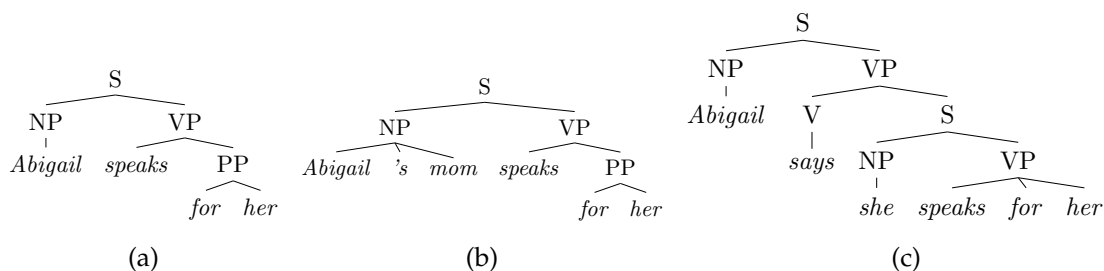 S
NP VP
Abigail speaks PP
for her
(a)
S
NP VP
Abigail 's mom speaks PP
for her
(b)
S
NP VP
Abigail V S
says NP VP
she speaks for her
(c)